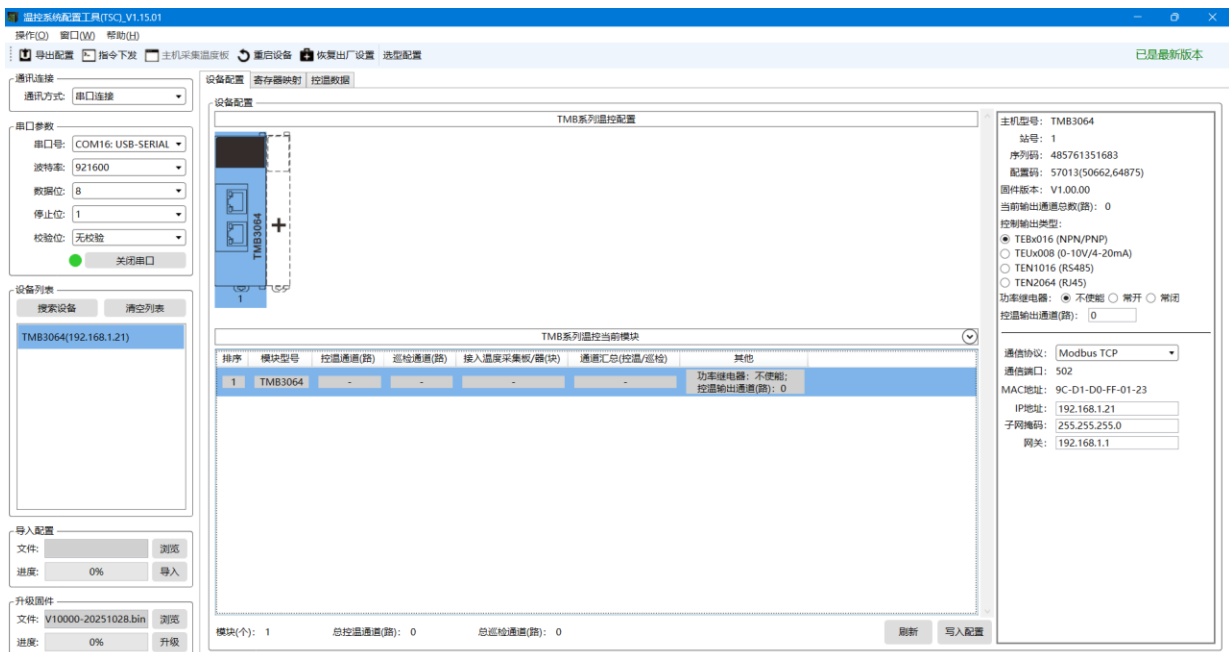 温控系统配置工具(TSC)_V1.15.01
操作(O) 窗口(W) 帮助(H)
导出配置 指令下发 主机采集温度板 重启设备 恢复出厂设置 选型配置 已是最新版本
通讯连接
通讯方式: 串口连接
串口参数
串口号: COM16: USB-SERIAL
波特率: 921600
数据位: 8
停止位: 1
校验位: 无校验
关闭串口
设备列表
搜索设备 清空列表
TMB3064(192.168.1.21)
导入配置
文件: 浏览
进度: 0% 导入
升级固件
文件: V10000-20251028.bin 浏览
进度: 0% 升级
设备配置 寄存器映射 控温数据
设备配置
TMB系列温控配置
TMB3064
+
1
TMB系列温控当前模块
排序 模块型号 控温通道(路) 巡检通道(路) 接入温度采集板/器(块) 通道汇总(控温/巡检) 其他
1 TMB3064 - - - - 功率继电器: 不使能;
控温输出通道(路): 0
模块(个): 1 总控温通道(路): 0 总巡检通道(路): 0 刷新 写入配置
主机型号: TMB3064
站号: 1
序列码: 485761351683
配置码: 57013(50662,64875)
固件版本: V1.00.00
当前输出通道总数(路): 0
控制输出类型:
TEBx016 (NPN/PNP)
TEUx008 (0-10V/4-20mA)
TEN1016 (RS485)
TEN2064 (RJ45)
功率继电器: 不使能 常开 常闭
控温输出通道(路): 0
通信协议: Modbus TCP
通信端口: 502
MAC地址: 9C-D1-D0-FF-01-23
IP地址: 192.168.1.21
子网掩码: 255.255.255.0
网关: 192.168.1.1